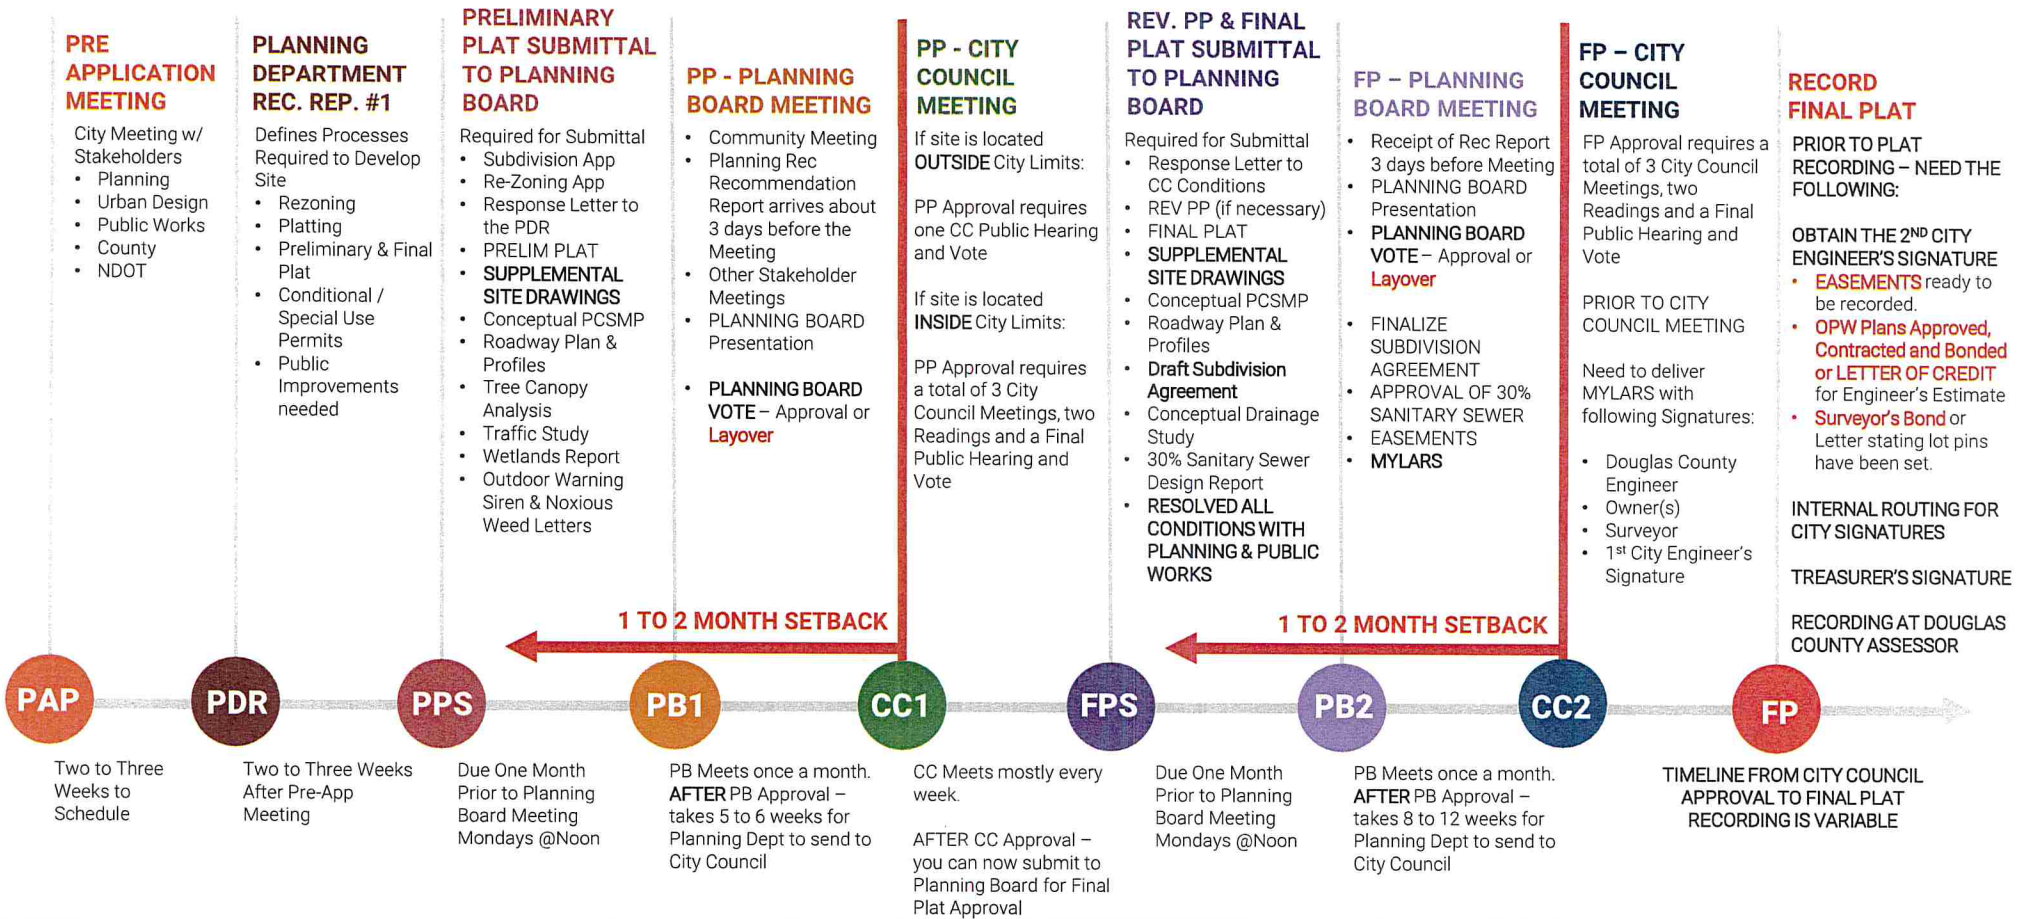 PRE
APPLICATION
MEETING
City Meeting w/
Stakeholders
• Planning
• Urban Design
• Public Works
• County
• NDOT
PLANNING
DEPARTMENT
REC. REP. #1
Defines Processes
Required to Develop
Site
• Rezoning
• Platting
• Preliminary & Final
Plat
• Conditional /
Special Use
Permits
• Public
Improvements
needed
PRELIMINARY
PLAT SUBMITTAL
TO PLANNING
BOARD
Required for Submittal
• Subdivision App
• Re-Zoning App
• Response Letter to
the PDR
• PRELIM PLAT
• SUPPLEMENTAL
SITE DRAWINGS
• Conceptual PCSMP
• Roadway Plan &
Profiles
• Tree Canopy
Analysis
• Traffic Study
• Wetlands Report
• Outdoor Warning
Siren & Noxious
Weed Letters
PP - PLANNING
BOARD MEETING
• Community Meeting
• Planning Rec
Recommendation
Report arrives about
3 days before the
Meeting
• Other Stakeholder
Meetings
• PLANNING BOARD
Presentation
• PLANNING BOARD
VOTE – Approval or
Layover
PP - CITY
COUNCIL
MEETING
If site is located
OUTSIDE City Limits:
PP Approval requires
one CC Public Hearing
and Vote
If site is located
INSIDE City Limits:
PP Approval requires
a total of 3 City
Council Meetings, two
Readings and a Final
Public Hearing and
Vote
REV. PP & FINAL
PLAT SUBMITTAL
TO PLANNING
BOARD
Required for Submittal
• Response Letter to
CC Conditions
• REV PP (if necessary)
• FINAL PLAT
• SUPPLEMENTAL
SITE DRAWINGS
• Conceptual PCSMP
• Roadway Plan &
Profiles
• Draft Subdivision
Agreement
• Conceptual Drainage
Study
• 30% Sanitary Sewer
Design Report
• RESOLVED ALL
CONDITIONS WITH
PLANNING & PUBLIC
WORKS
FP – PLANNING
BOARD MEETING
• Receipt of Rec Report
3 days before Meeting
• PLANNING BOARD
Presentation
• PLANNING BOARD
VOTE – Approval or
Layover
• FINALIZE
SUBDIVISION
AGREEMENT
• APPROVAL OF 30%
SANITARY SEWER
• EASEMENTS
• MYLARS
FP – CITY
COUNCIL
MEETING
FP Approval requires a
total of 3 City Council
Meetings, two
Readings and a Final
Public Hearing and
Vote
PRIOR TO CITY
COUNCIL MEETING
Need to deliver
MYLARS with
following Signatures:
• Douglas County
Engineer
• Owner(s)
• Surveyor
• 1st City Engineer's
Signature
RECORD
FINAL PLAT
PRIOR TO PLAT
RECORDING – NEED THE
FOLLOWING:
OBTAIN THE 2ND CITY
ENGINEER'S SIGNATURE
• EASEMENTS ready to
be recorded.
• OPW Plans Approved,
Contracted and Bonded
or LETTER OF CREDIT
for Engineer's Estimate
• Surveyor's Bond or
Letter stating lot pins
have been set.
INTERNAL ROUTING FOR
CITY SIGNATURES
TREASURER'S SIGNATURE
RECORDING AT DOUGLAS
COUNTY ASSESSOR
1 TO 2 MONTH SETBACK
1 TO 2 MONTH SETBACK
PAP
PDR
PPS
PB1
CC1
FPS
PB2
CC2
FP
Two to Three
Weeks to
Schedule
Two to Three Weeks
After Pre-App
Meeting
Due One Month
Prior to Planning
Board Meeting
Mondays @Noon
PB Meets once a month.
AFTER PB Approval –
takes 5 to 6 weeks for
Planning Dept to send to
City Council
CC Meets mostly every
week.
AFTER CC Approval –
you can now submit to
Planning Board for Final
Plat Approval
Due One Month
Prior to Planning
Board Meeting
Mondays @Noon
PB Meets once a month.
AFTER PB Approval –
takes 8 to 12 weeks for
Planning Dept to send to
City Council
TIMELINE FROM CITY COUNCIL
APPROVAL TO FINAL PLAT
RECORDING IS VARIABLE